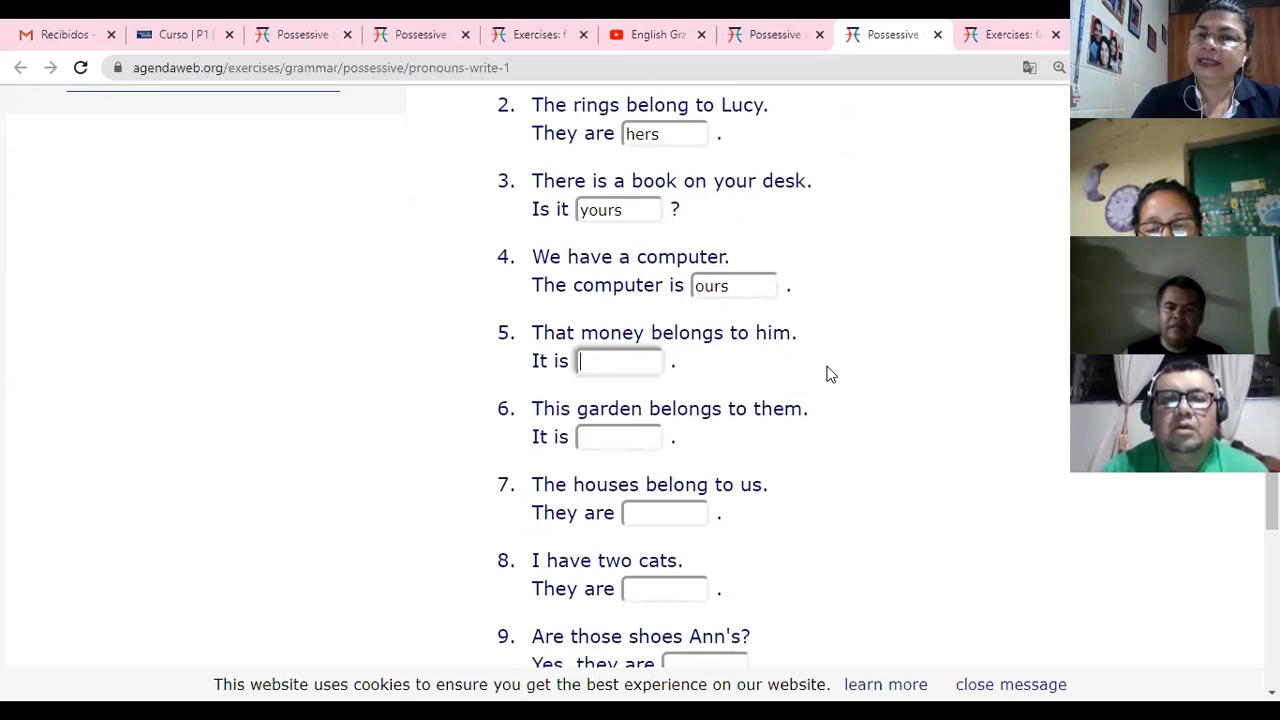 Recibidos -
Curso | P1 |
Possessive
Possessive
Exercises: f
English Gra
Possessive
Possessive
Exercises: fa
agendaweb.org/exercises/grammar/possessive/pronouns-write-1
2. The rings belong to Lucy.
They are hers .
3. There is a book on your desk.
Is it yours ?
4. We have a computer.
The computer is ours .
5. That money belongs to him.
It is .
6. This garden belongs to them.
It is .
7. The houses belong to us.
They are .
8. I have two cats.
They are .
9. Are those shoes Ann's?
Yes, they are
This website uses cookies to ensure you get the best experience on our website. learn more close message